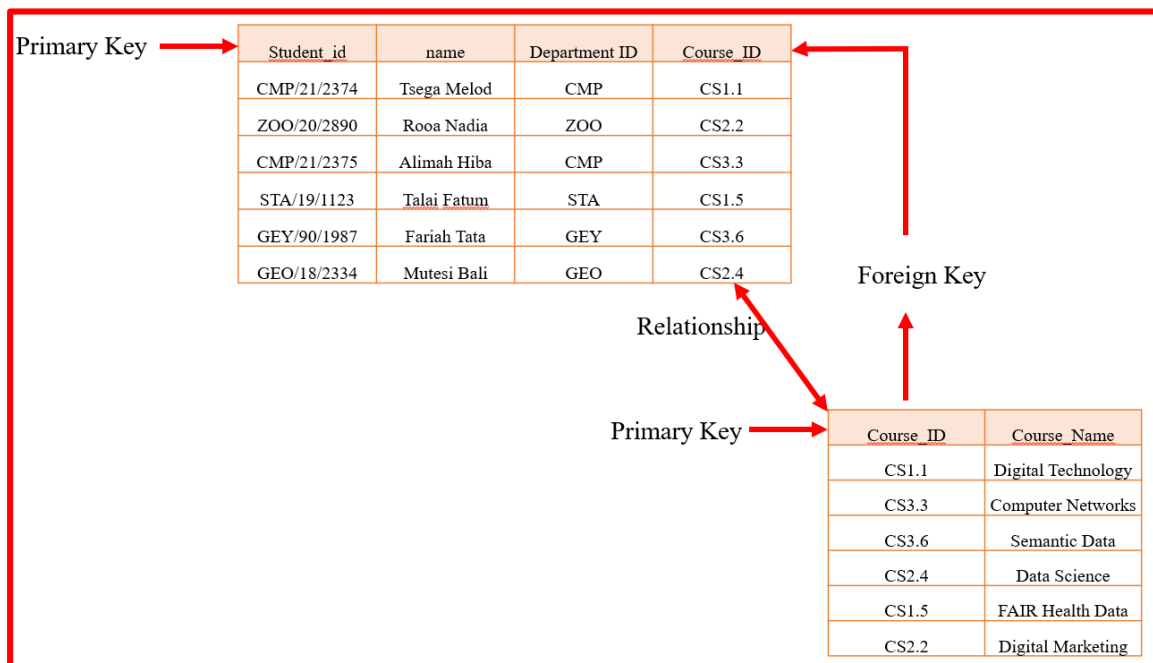 Primary Key
Student_id name Department ID Course_ID
CMP/21/2374 Tsega Melod CMP CS1.1
ZOO/20/2890 Rooa Nadia ZOO CS2.2
CMP/21/2375 Alimah Hiba CMP CS3.3
STA/19/1123 Talai Fatum STA CS1.5
GEY/90/1987 Fariah Tata GEY CS3.6
GEO/18/2334 Mutesi Bali GEO CS2.4
Foreign Key
Relationship
Primary Key
Course_ID Course_Name
CS1.1 Digital Technology
CS3.3 Computer Networks
CS3.6 Semantic Data
CS2.4 Data Science
CS1.5 FAIR Health Data
CS2.2 Digital Marketing